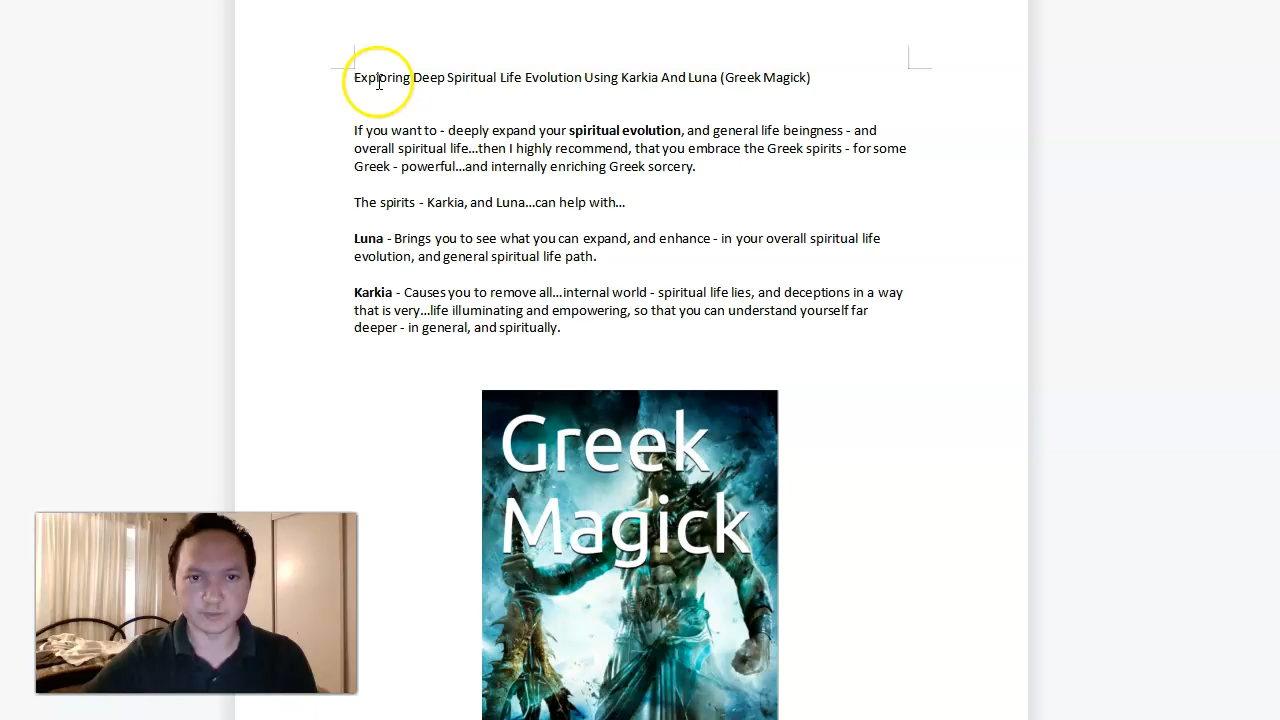 Exploring Deep Spiritual Life Evolution Using Karkia And Luna (Greek Magick)
If you want to - deeply expand your spiritual evolution, and general life beingness - and
overall spiritual life...then I highly recommend, that you embrace the Greek spirits - for some
Greek - powerful...and internally enriching Greek sorcery.
The spirits - Karkia, and Luna...can help with...
Luna - Brings you to see what you can expand, and enhance - in your overall spiritual life
evolution, and general spiritual life path.
Karkia - Causes you to remove all...internal world - spiritual life lies, and deceptions in a way
that is very...life illuminating and empowering, so that you can understand yourself far
deeper - in general, and spiritually.
Greek
Magick